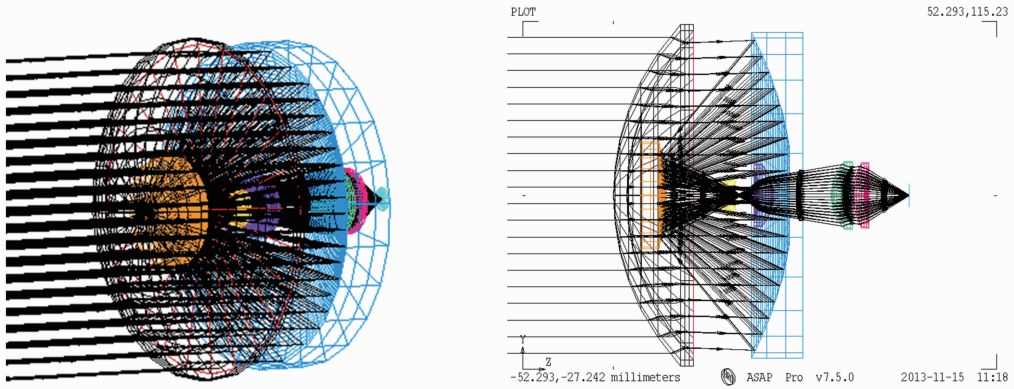 PLOT
52.293,115.23
Y
Z
-52.293,-27.242 millimeters
ASAP Pro v7.5.0
2013-11-15 11:18